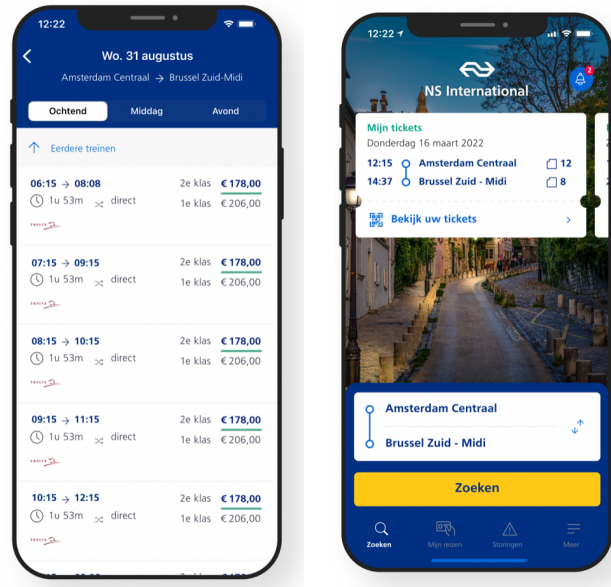 12:22
Wo. 31 augustus
Amsterdam Centraal → Brussel Zuid-Midi
Ochtend Middag Avond
Eerdere treinen
06:15 → 08:08 2e klas € 178,00
1u 53m direct 1e klas € 206,00
THALYS
07:15 → 09:15 2e klas € 178,00
1u 53m direct 1e klas € 206,00
THALYS
08:15 → 10:15 2e klas € 178,00
1u 53m direct 1e klas € 206,00
THALYS
09:15 → 11:15 2e klas € 178,00
1u 53m direct 1e klas € 206,00
THALYS
10:15 → 12:15 2e klas € 178,00
1u 53m direct 1e klas € 206,00
THALYS
12:22
2
NS International
Mijn tickets
Donderdag 16 maart 2022
12:15 Amsterdam Centraal 12
14:37 Brussel Zuid - Midi 8
Bekijk uw tickets
Amsterdam Centraal
Brussel Zuid - Midi
Zoeken
Zoeken Mijn reizen Storingen Meer